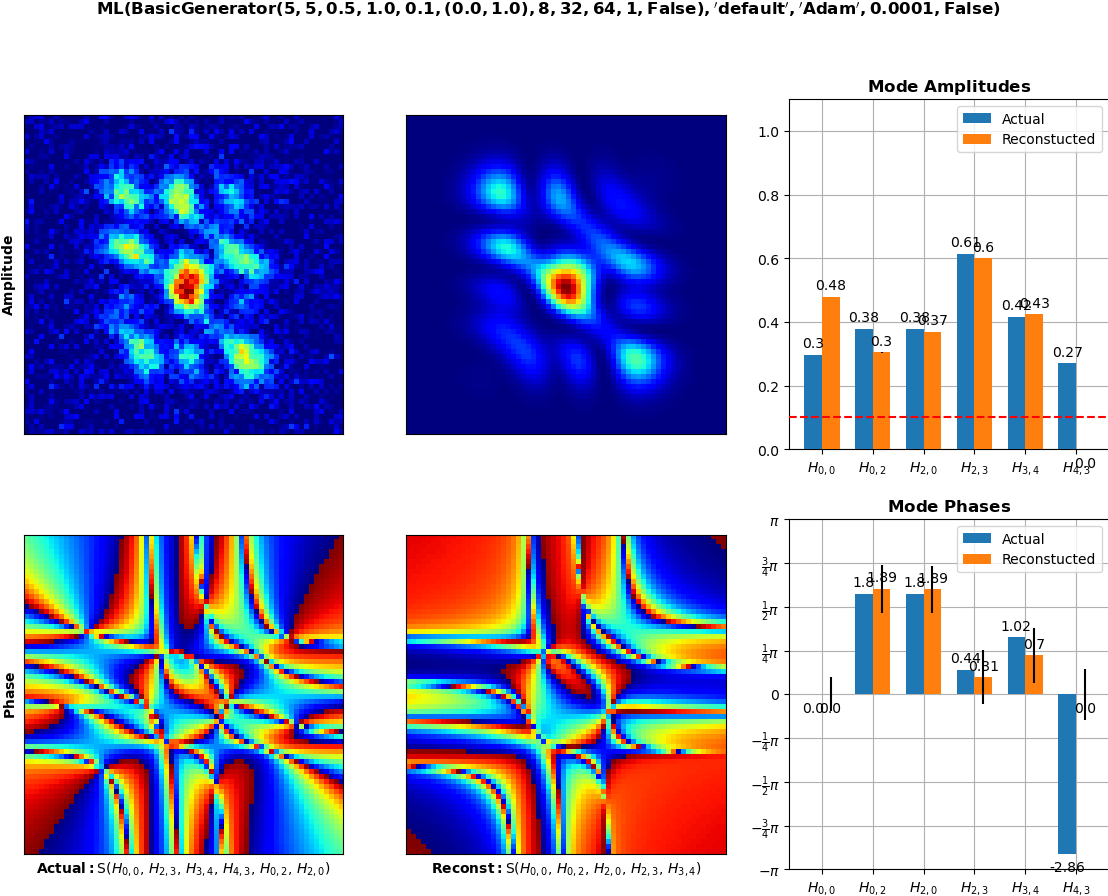 ML(BasicGenerator(5, 5, 0.5, 1.0, 0.1, (0.0, 1.0), 8, 32, 64, 1, False), ′default′, ′Adam′, 0.0001, False)
Mode Amplitudes
Actual
Reconstucted
1.0
0.8
0.6
0.4
0.2
0.0
0.3
0.48
0.38
0.3
0.38
0.37
0.61
0.6
0.42
0.43
0.27
0.0
H0,0
H0,2
H2,0
H2,3
H3,4
H4,3
Amplitude
Mode Phases
Actual
Reconstucted
π
3/4π
1/2π
1/4π
0
−1/4π
−1/2π
−3/4π
−π
0.0
0.0
1.8
1.89
1.8
1.89
0.44
0.31
1.02
0.7
-2.86
0.0
H0,0
H0,2
H2,0
H2,3
H3,4
H4,3
Phase
Actual: S(H0,0, H2,3, H3,4, H4,3, H0,2, H2,0)
Reconst: S(H0,0, H0,2, H2,0, H2,3, H3,4)